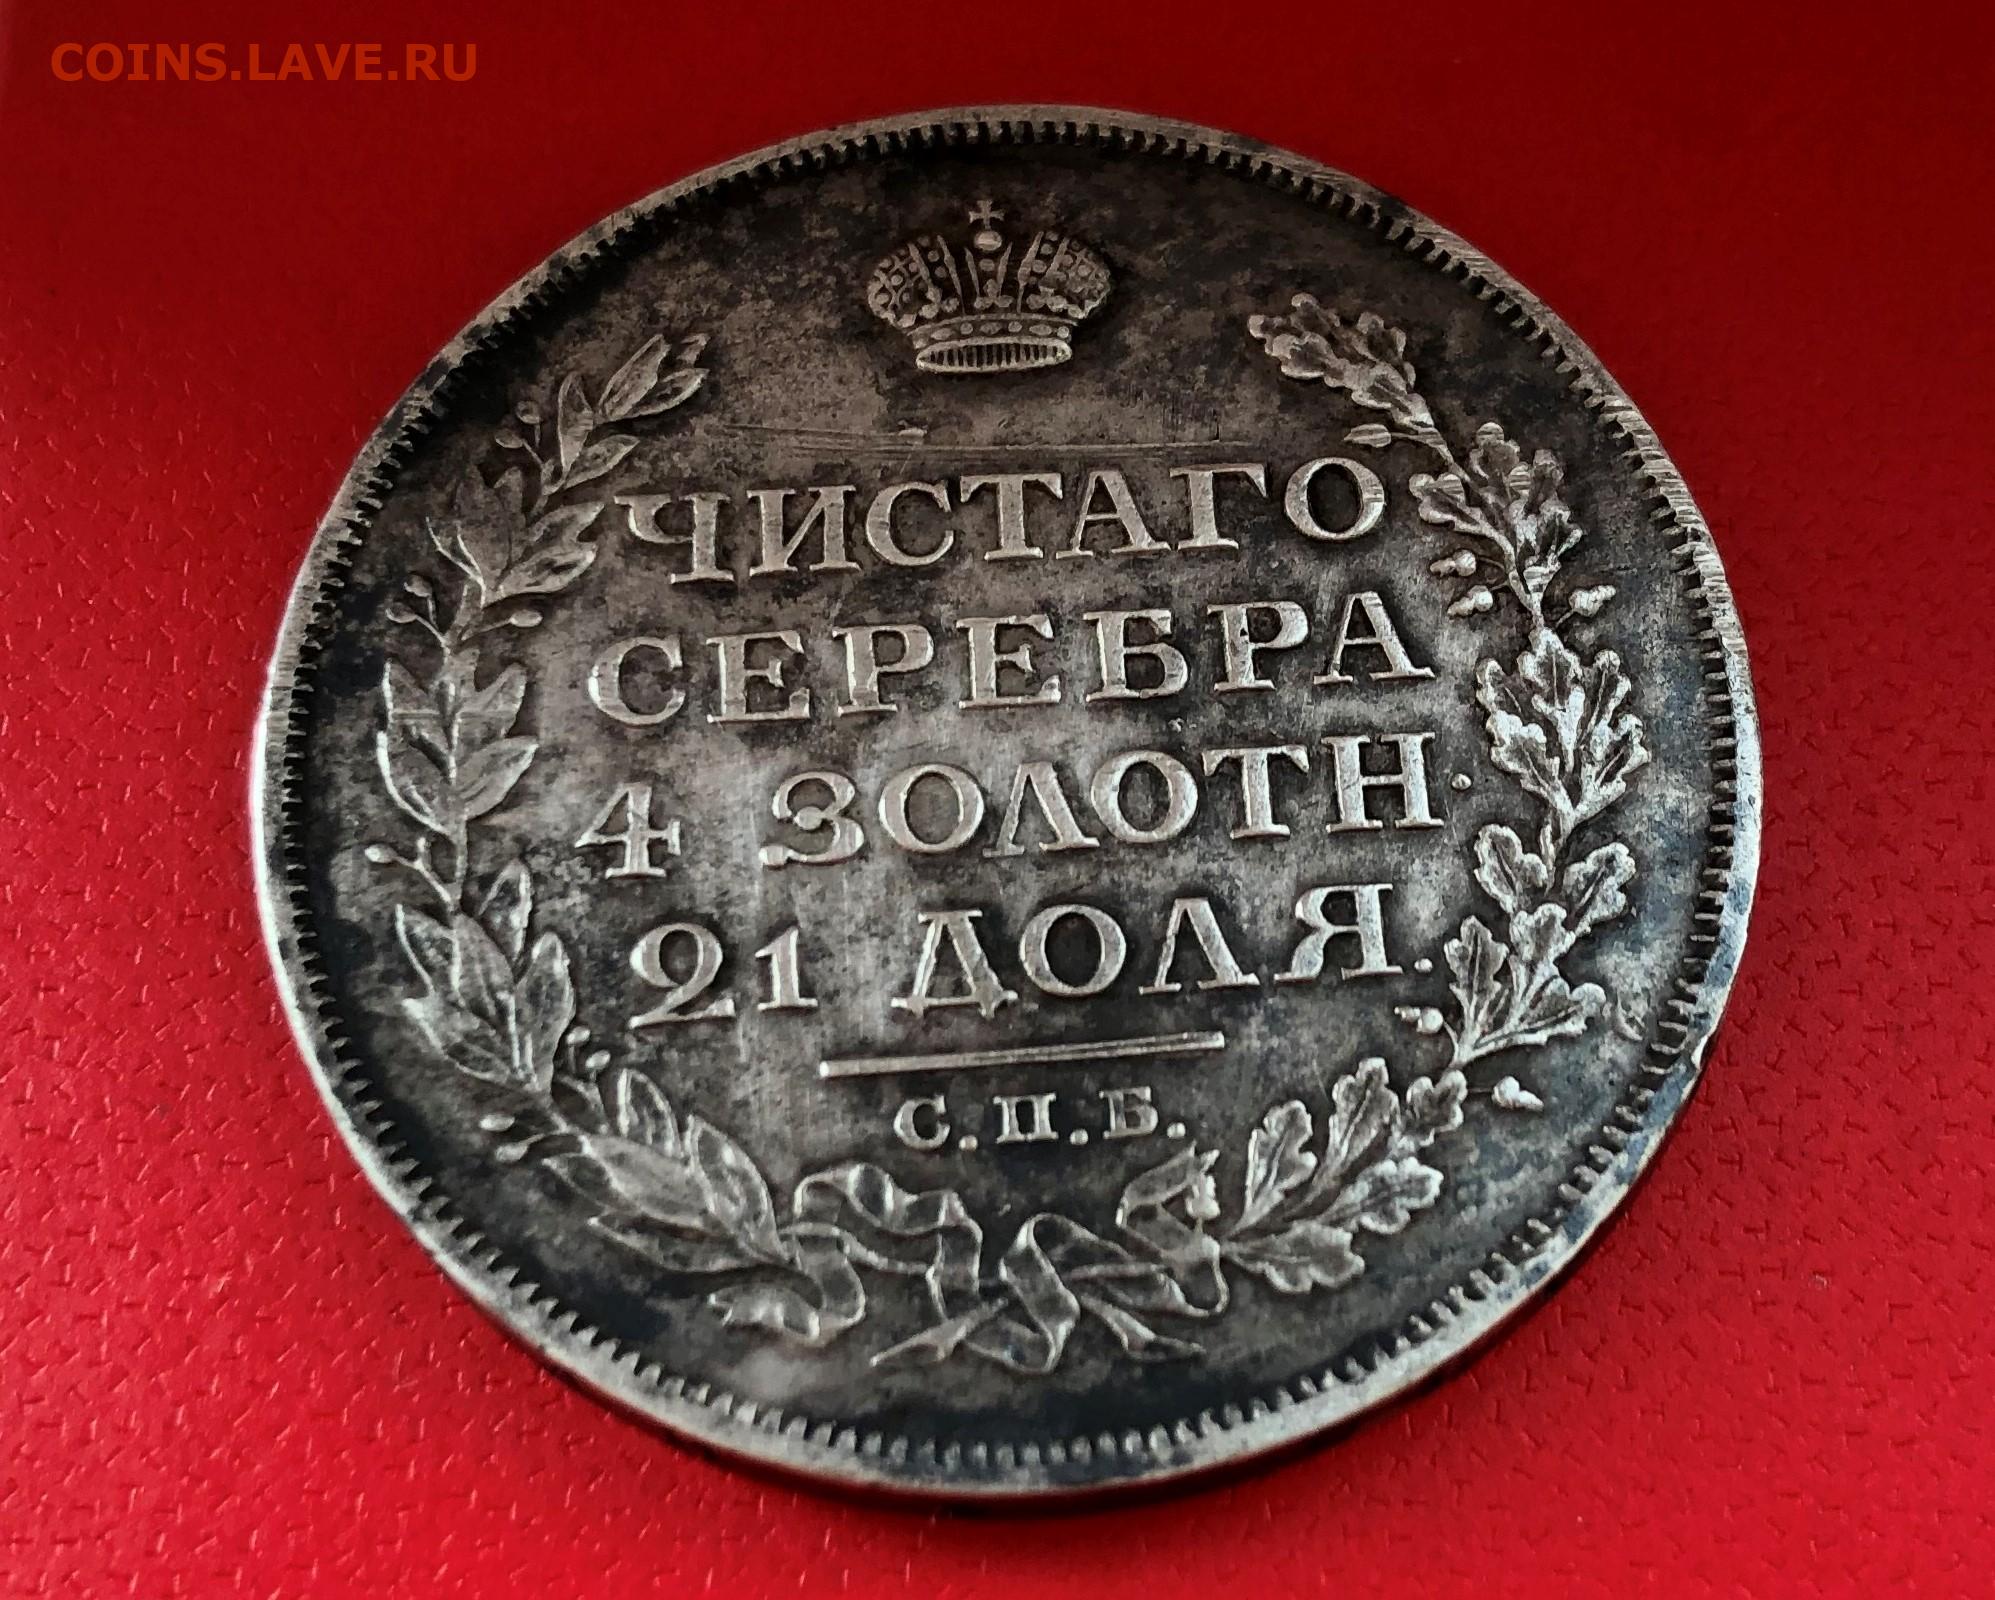 COINS.LAVE.RU
ЧИСТАГО
СЕРЕБРА
4 ЗОЛОТН.
21 ДОЛЯ.
С.П.Б.